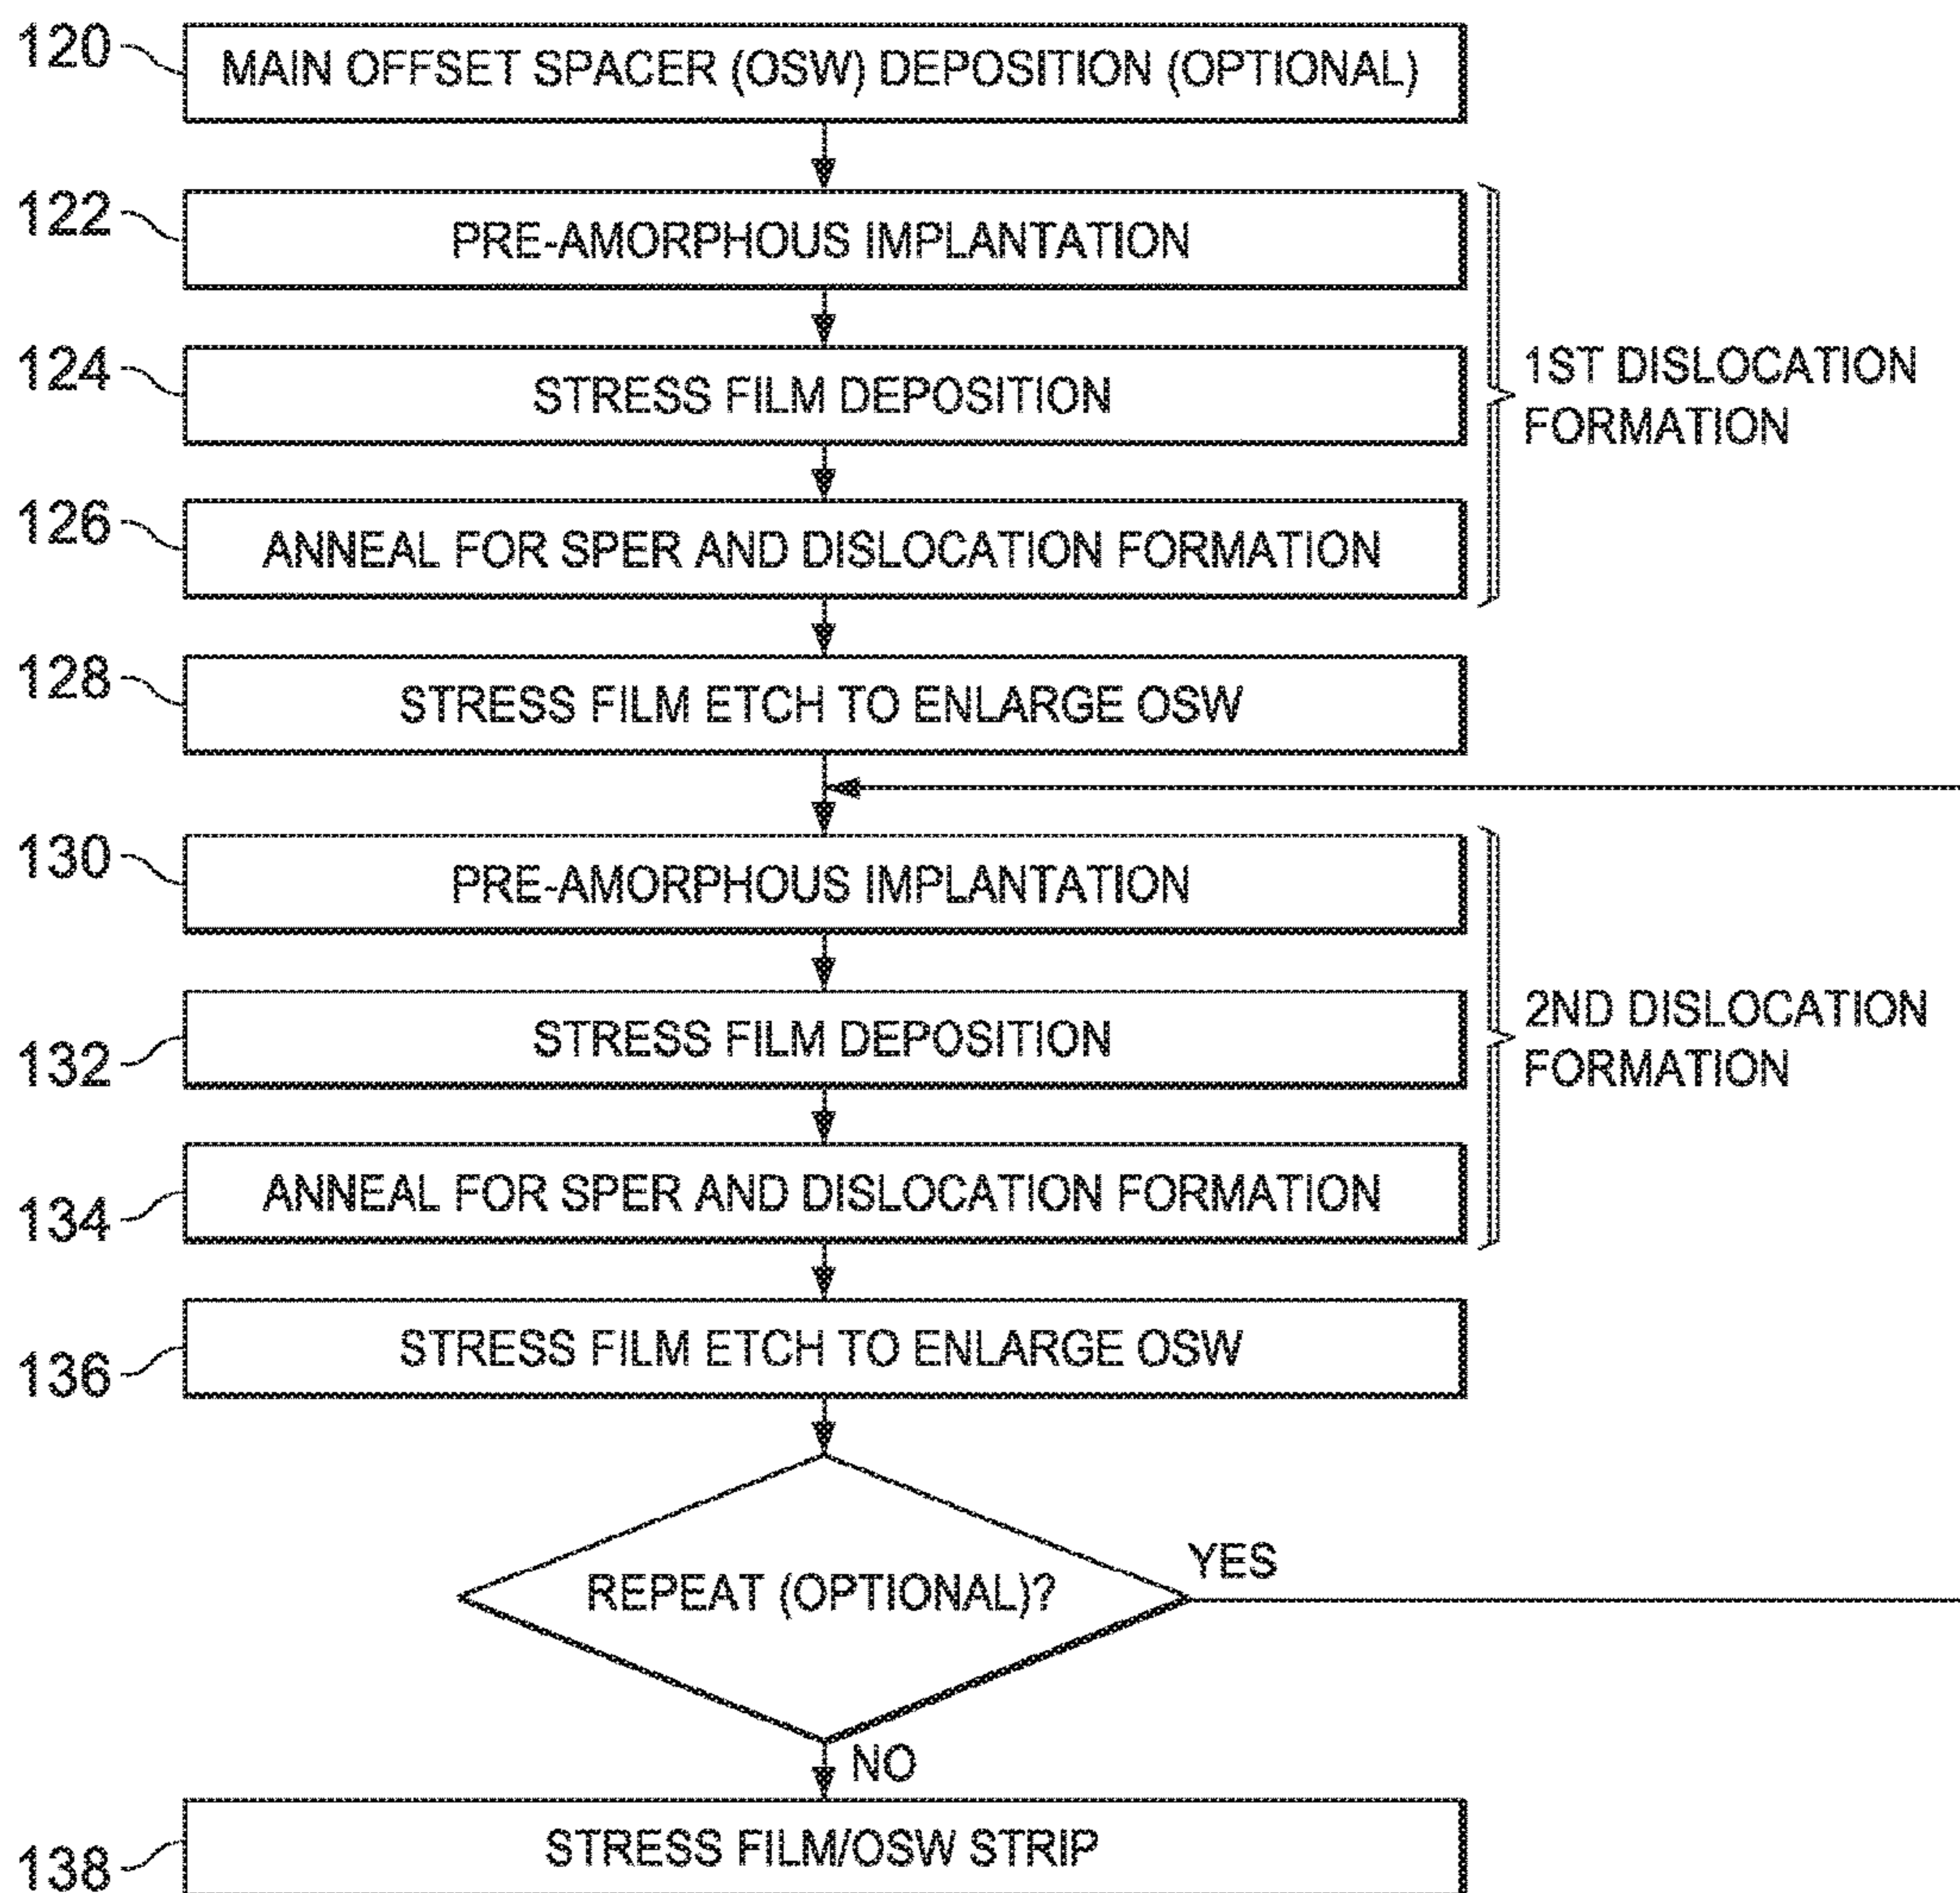 120
MAIN OFFSET SPACER (OSW) DEPOSITION (OPTIONAL)
122
PRE-AMORPHOUS IMPLANTATION
124
STRESS FILM DEPOSITION
1ST DISLOCATION
FORMATION
126
ANNEAL FOR SPER AND DISLOCATION FORMATION
128
STRESS FILM ETCH TO ENLARGE OSW
130
PRE-AMORPHOUS IMPLANTATION
132
STRESS FILM DEPOSITION
2ND DISLOCATION
FORMATION
134
ANNEAL FOR SPER AND DISLOCATION FORMATION
136
STRESS FILM ETCH TO ENLARGE OSW
REPEAT (OPTIONAL)?
YES
NO
138
STRESS FILM/OSW STRIP